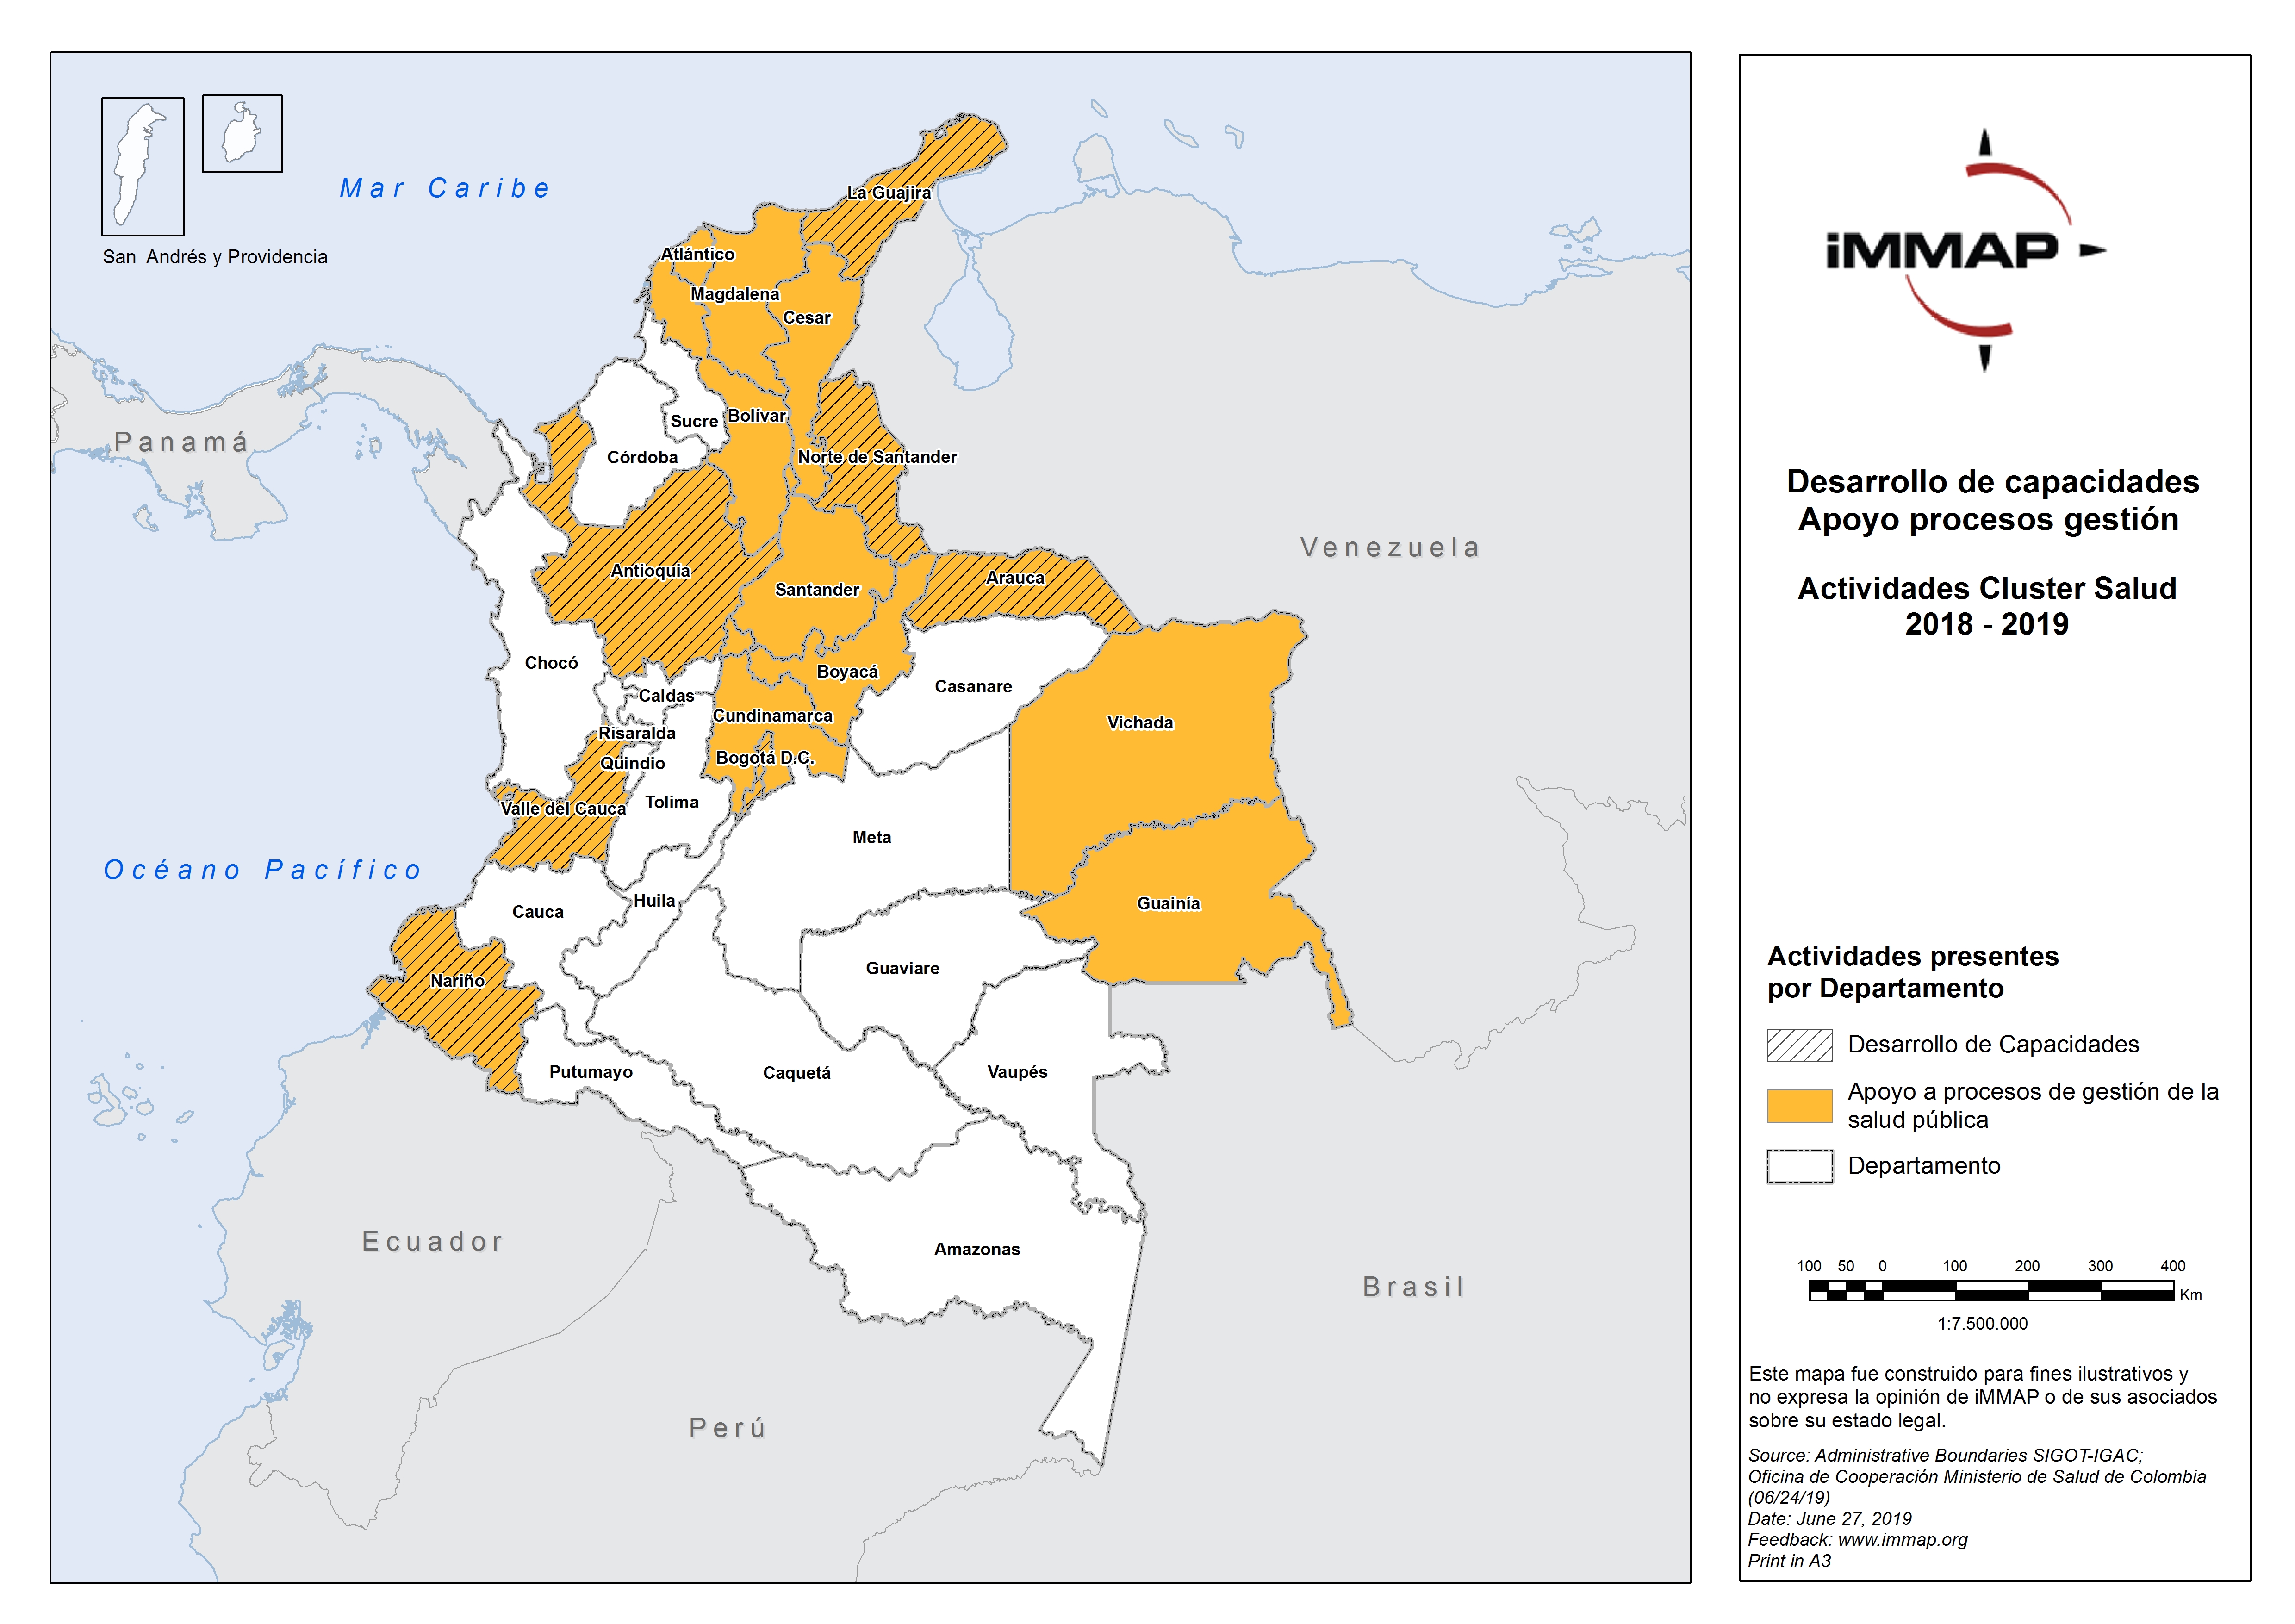 San Andrés y Providencia
Mar Caribe
La Guajira
Atlántico
Magdalena
Cesar
Panamá
Sucre
Bolívar
Córdoba
Norte de Santander
Venezuela
Antioquia
Santander
Arauca
Chocó
Boyacá
Caldas
Casanare
Cundinamarca
Vichada
Risaralda
Quindio
Bogotá D.C.
Valle del Cauca
Tolima
Meta
Océano Pacífico
Huila
Cauca
Guainía
Guaviare
Nariño
Putumayo
Caquetá
Vaupés
Ecuador
Amazonas
Brasil
Perú
iMMAP
Desarrollo de capacidades
Apoyo procesos gestión
Actividades Cluster Salud
2018 - 2019
Actividades presentes
por Departamento
Desarrollo de Capacidades
Apoyo a procesos de gestión de la
salud pública
Departamento
100 50 0 100 200 300 400
Km
1:7.500.000
Este mapa fue construido para fines ilustrativos y
no expresa la opinión de iMMAP o de sus asociados
sobre su estado legal.
Source: Administrative Boundaries SIGOT-IGAC;
Oficina de Cooperación Ministerio de Salud de Colombia
(06/24/19)
Date: June 27, 2019
Feedback: www.immap.org
Print in A3